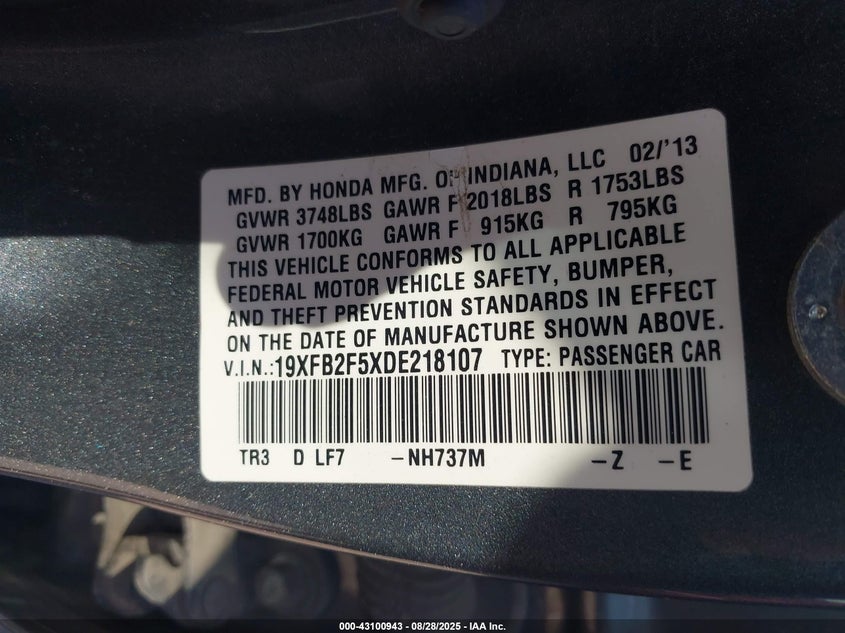 MFD. BY HONDA MFG. OF INDIANA, LLC 02/'13
GVWR 3748LBS GAWR F 2018LBS R 1753LBS
GVWR 1700KG GAWR F 915KG R 795KG
THIS VEHICLE CONFORMS TO ALL APPLICABLE
FEDERAL MOTOR VEHICLE SAFETY, BUMPER,
AND THEFT PREVENTION STANDARDS IN EFFECT
ON THE DATE OF MANUFACTURE SHOWN ABOVE.
V.I.N.:19XFB2F5XDE218107 TYPE: PASSENGER CAR
TR3 D LF7 -NH737M -Z -E
000-43100943 / 08/28/2025 - IAA Inc.